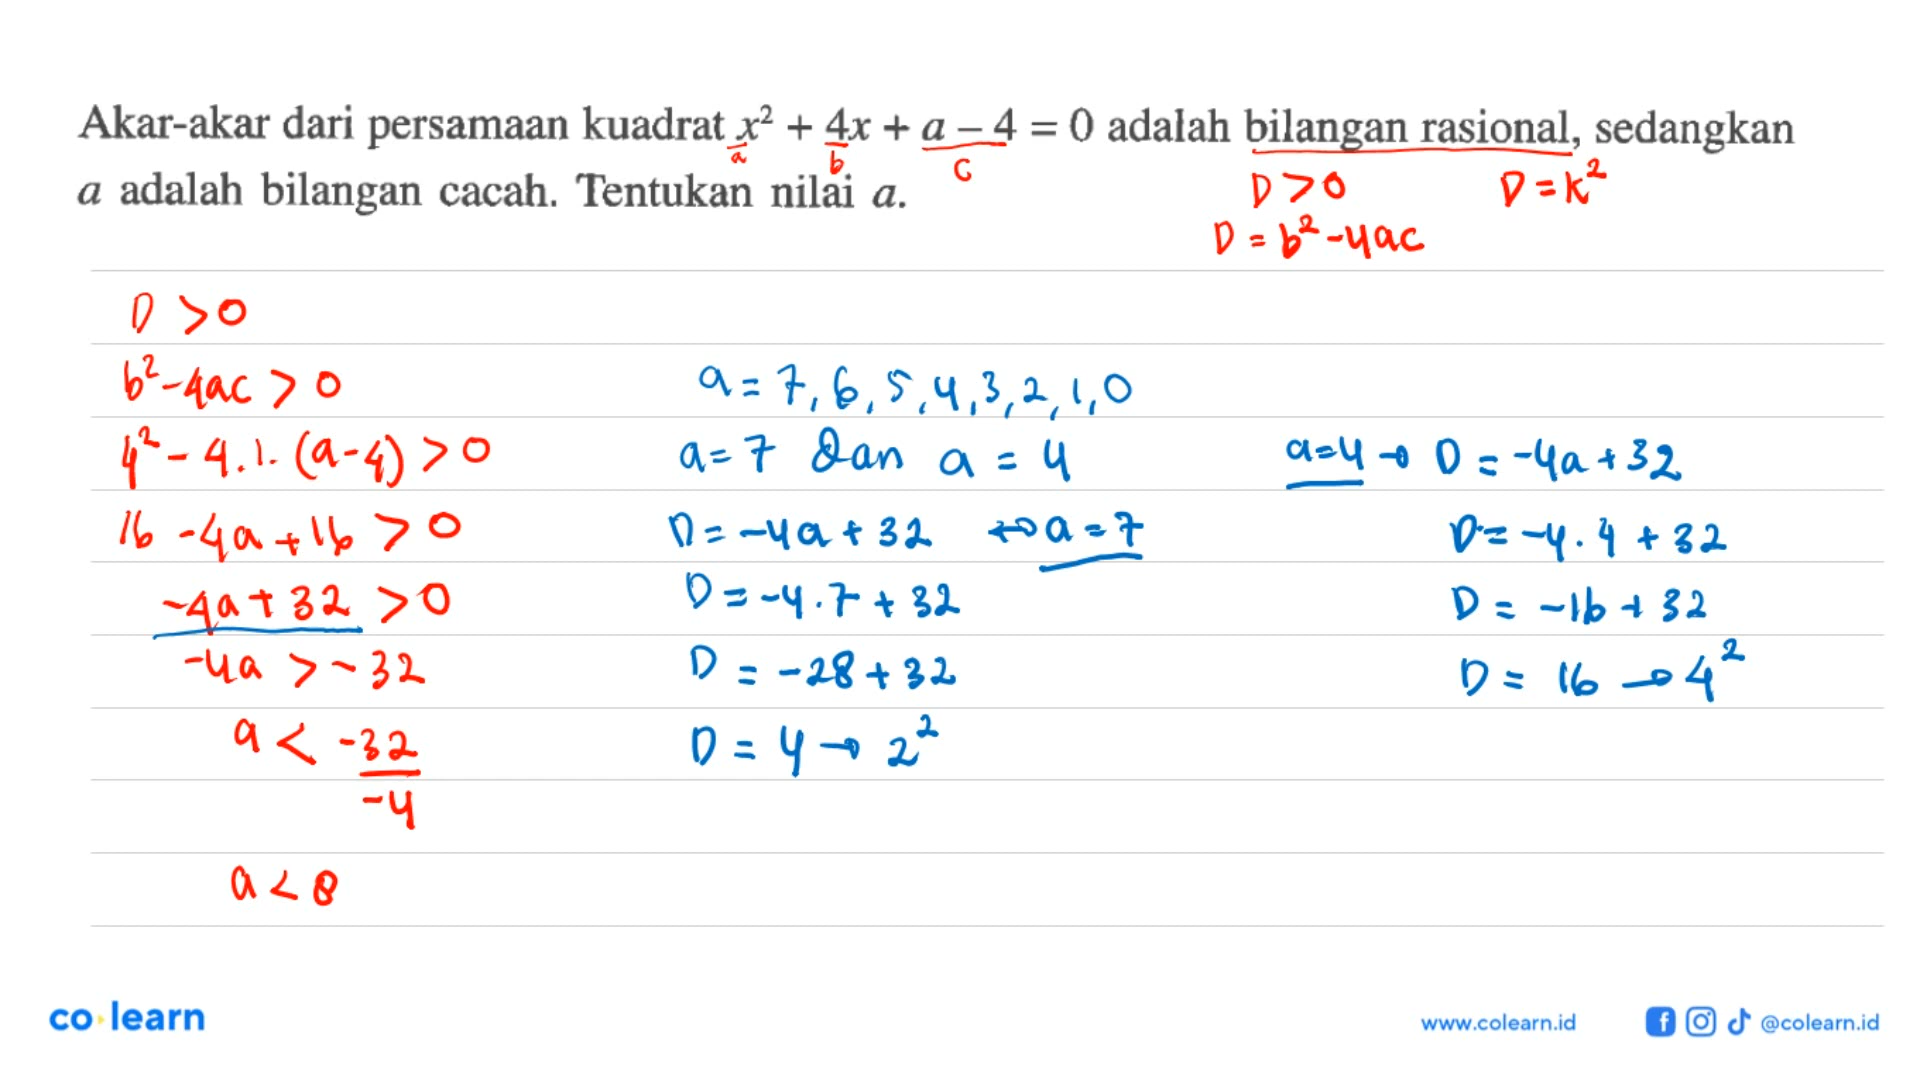 Akar-akar dari persamaan kuadrat x² + 4x + a – 4 = 0 adalah bilangan rasional, sedangkan
a b c
a adalah bilangan cacah. Tentukan nilai a.
D > 0 D = k²
D = b² - 4ac
D > 0
b² - 4ac > 0
4² - 4.1.(a-4) > 0
16 - 4a + 16 > 0
-4a + 32 > 0
-4a > -32
a < -32/-4
a < 8
a = 7, 6, 5, 4, 3, 2, 1, 0
a = 7 dan a = 4
D = -4a + 32 ↔ a = 7
D = -4.7 + 32
D = -28 + 32
D = 4 → 2²
a = 4 → D = -4a + 32
D = -4.4 + 32
D = -16 + 32
D = 16 → 4²
co learn
www.colearn.id @colearn.id